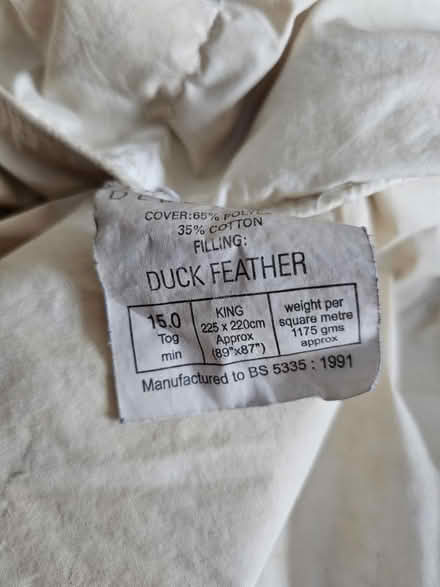 COVER:65%
35% COTTON
FILLING:
DUCK FEATHER
15.0
Tog
min
KING
225 x 220cm
Approx
(89"x87")
weight per
square metre
1175 gms
approx
Manufactured to BS 5335 : 1991